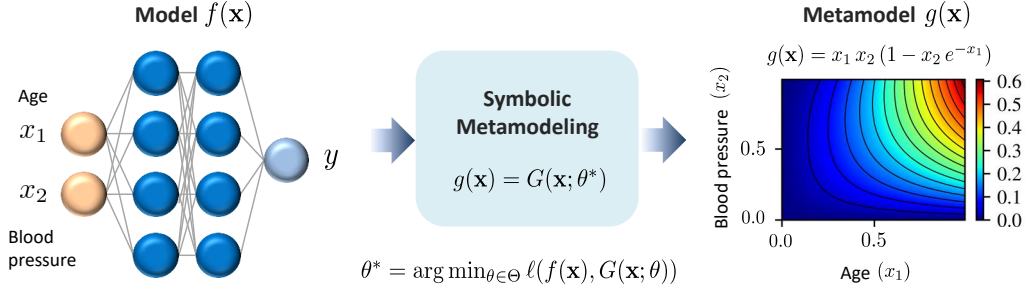 Model f(x)
Age
x₁
x₂
Blood
pressure
y
Symbolic
Metamodeling
g(x) = G(x; θ*)
θ* = arg min_{θ∈Θ} ℓ(f(x), G(x; θ))
Metamodel g(x)
g(x) = x₁ x₂ (1 − x₂ e^{−x₁})
Blood pressure (x₂)
0.5
0.0
0.0
0.5
Age (x₁)
0.6
0.5
0.4
0.3
0.2
0.1
0.0